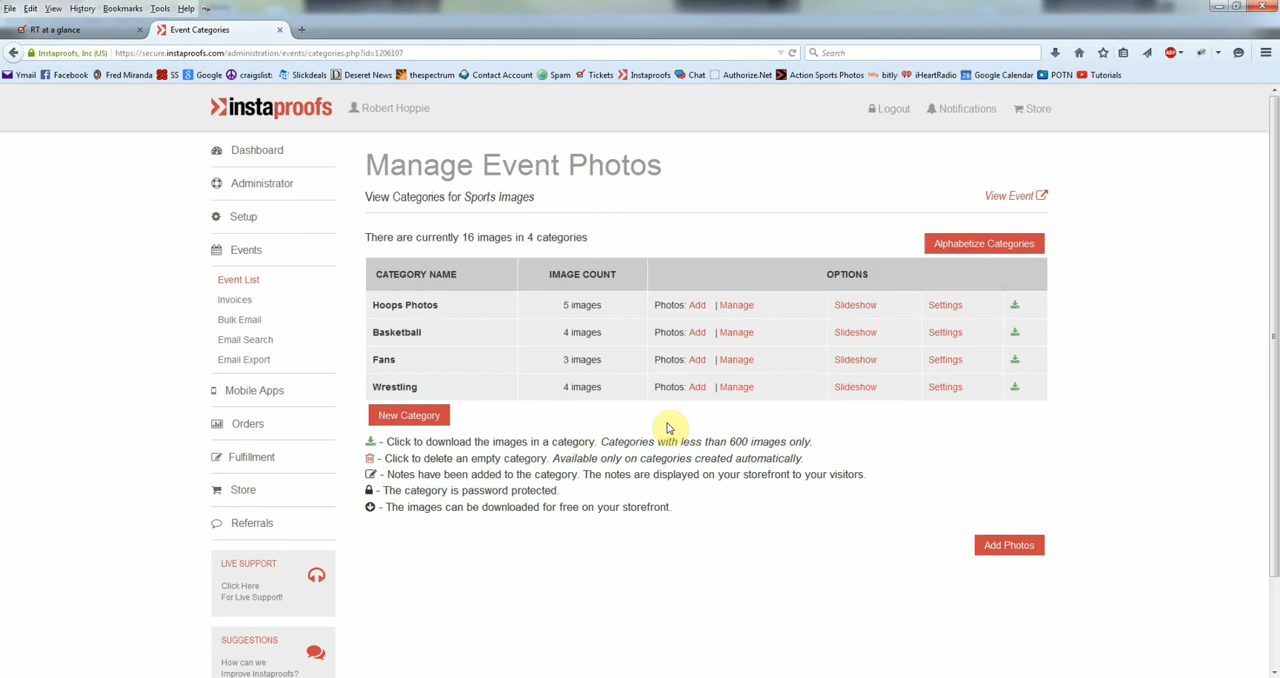 File Edit View History Bookmarks Tools Help
RT at a glance × Event Categories × +
Instaproofs, Inc (US) https://secure.instaproofs.com/administration/events/categories.php?id=1206107 Search
Ymail Facebook Fred Miranda SS Google craigslist: Slickdeals Deseret News thespectrum Contact Account Spam Tickets Instaproofs Chat Authorize.Net Action Sports Photos bitly iHeartRadio Google Calendar POTN Tutorials
instaproofs Robert Hoppie Logout Notifications Store
Dashboard
Administrator
Setup
Events
Event List
Invoices
Bulk Email
Email Search
Email Export
Mobile Apps
Orders
Fulfillment
Store
Referrals
LIVE SUPPORT
Click Here
For Live Support!
SUGGESTIONS
How can we
Improve Instaproofs?
Manage Event Photos
View Categories for Sports Images View Event
There are currently 16 images in 4 categories
Alphabetize Categories
CATEGORY NAME IMAGE COUNT OPTIONS
Hoops Photos 5 images Photos: Add | Manage Slideshow Settings
Basketball 4 images Photos: Add | Manage Slideshow Settings
Fans 3 images Photos: Add | Manage Slideshow Settings
Wrestling 4 images Photos: Add | Manage Slideshow Settings
New Category
- Click to download the images in a category. Categories with less than 600 images only.
- Click to delete an empty category. Available only on categories created automatically.
- Notes have been added to the category. The notes are displayed on your storefront to your visitors.
- The category is password protected.
- The images can be downloaded for free on your storefront.
Add Photos